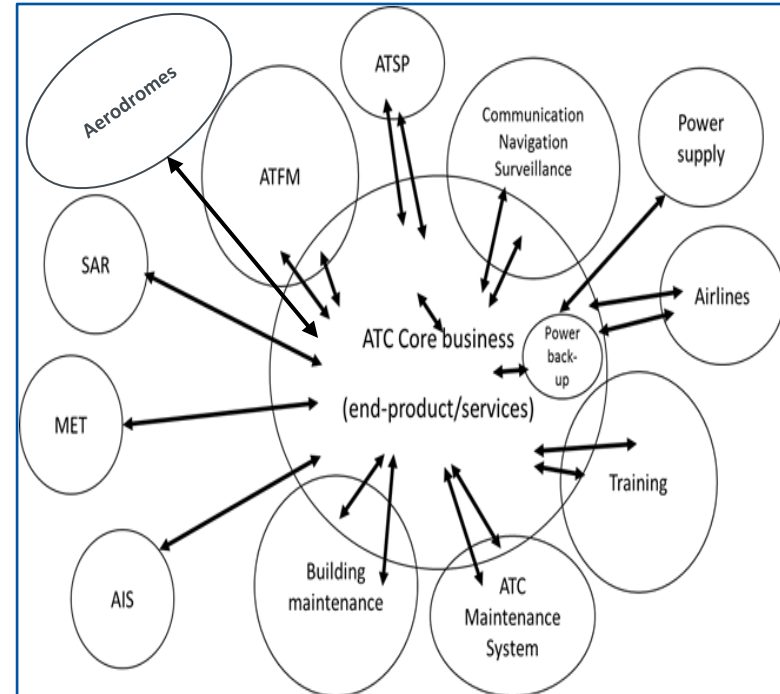 Aerodromes
ATFM
ATSP
Communication
Navigation
Surveillance
Power
supply
SAR
Airlines
ATC Core business
(end-product/services)
Power
back-
up
MET
Training
AIS
Building
maintenance
ATC
Maintenance
System